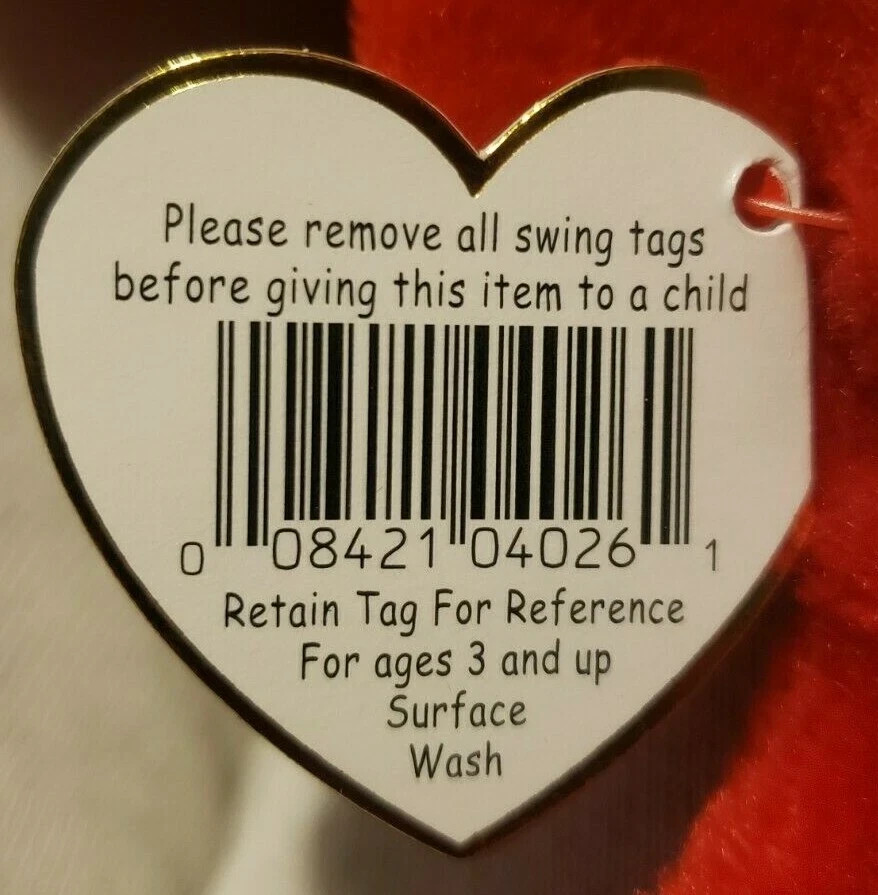 Please remove all swing tags
before giving this item to a child
0 08421 04026 1
Retain Tag For Reference
For ages 3 and up
Surface
Wash